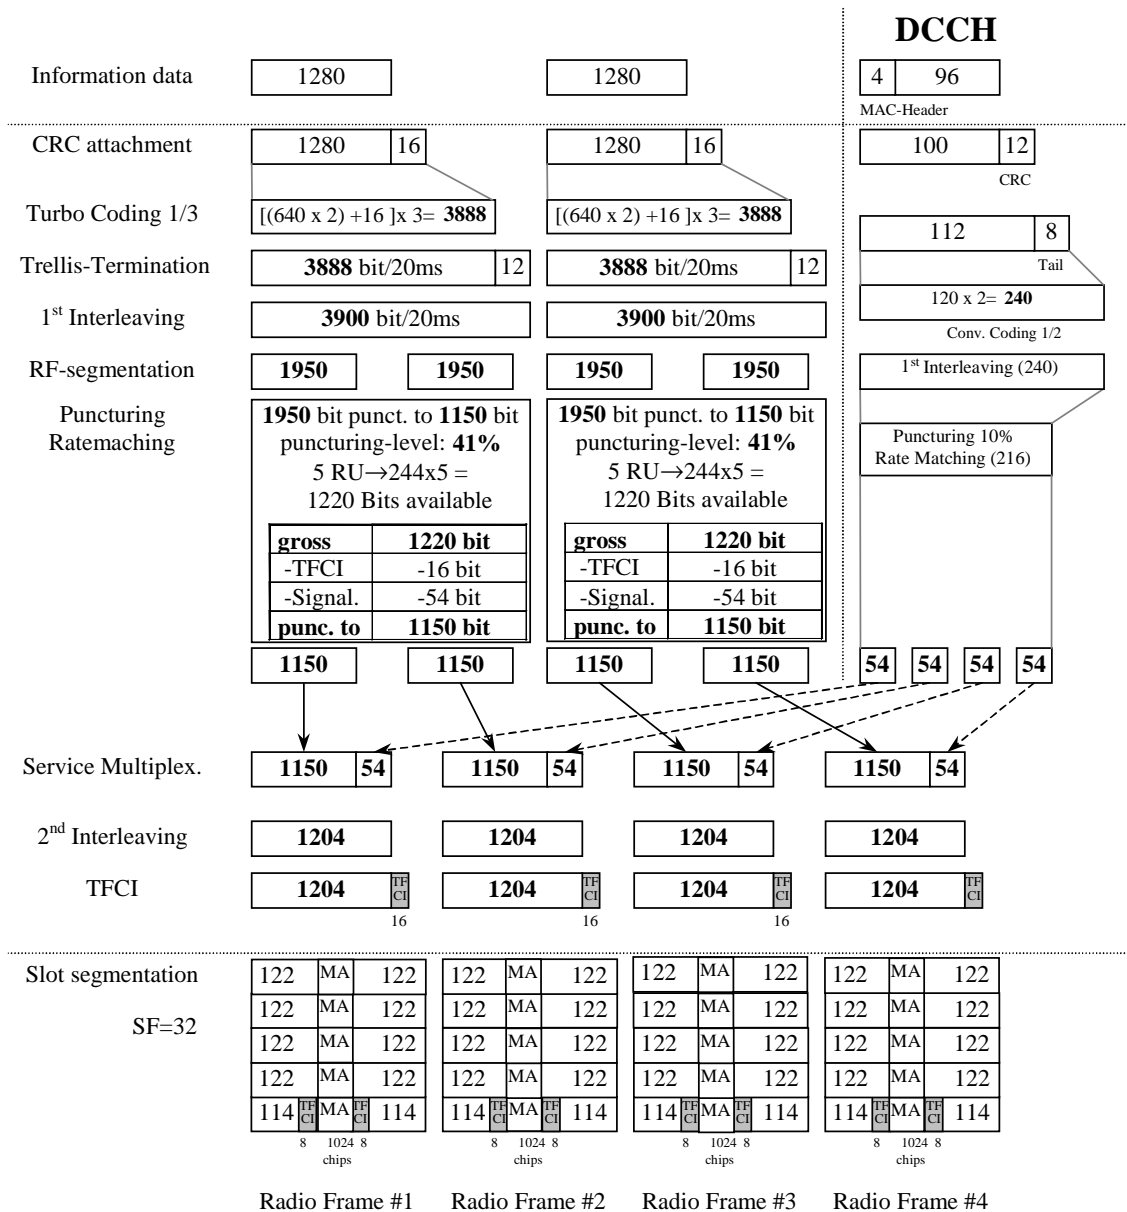 DCCH
Information data 1280 1280 4 96
MAC-Header
CRC attachment 1280 16 1280 16 100 12
CRC
Turbo Coding 1/3 [(640 x 2) +16 ]x 3= 3888 [(640 x 2) +16 ]x 3= 3888
112 8
Tail
Trellis-Termination 3888 bit/20ms 12 3888 bit/20ms 12
120 x 2= 240
Conv. Coding 1/2
1st Interleaving 3900 bit/20ms 3900 bit/20ms
RF-segmentation 1950 1950 1950 1950 1st Interleaving (240)
Puncturing
Ratemaching
1950 bit punct. to 1150 bit
puncturing-level: 41%
5 RU→244x5 =
1220 Bits available
gross 1220 bit
-TFCI -16 bit
-Signal. -54 bit
punc. to 1150 bit
1950 bit punct. to 1150 bit
puncturing-level: 41%
5 RU→244x5 =
1220 Bits available
gross 1220 bit
-TFCI -16 bit
-Signal. -54 bit
punc. to 1150 bit
Puncturing 10%
Rate Matching (216)
1150 1150 1150 1150 54 54 54 54
Service Multiplex. 1150 54 1150 54 1150 54 1150 54
2nd Interleaving 1204 1204 1204 1204
TFCI 1204 TF CI 1204 TF CI 1204 TF CI 1204 TF CI
16 16 16
Slot segmentation 122 MA 122 122 MA 122 122 MA 122 122 MA 122
SF=32 122 MA 122 122 MA 122 122 MA 122 122 MA 122
122 MA 122 122 MA 122 122 MA 122 122 MA 122
122 MA 122 122 MA 122 122 MA 122 122 MA 122
114 TF CI MA TF CI 114 114 TF CI MA TF CI 114 114 TF CI MA TF CI 114 114 TF CI MA TF CI 114
8 1024 8 8 1024 8 8 1024 8 8 1024 8
chips chips chips chips
Radio Frame #1 Radio Frame #2 Radio Frame #3 Radio Frame #4